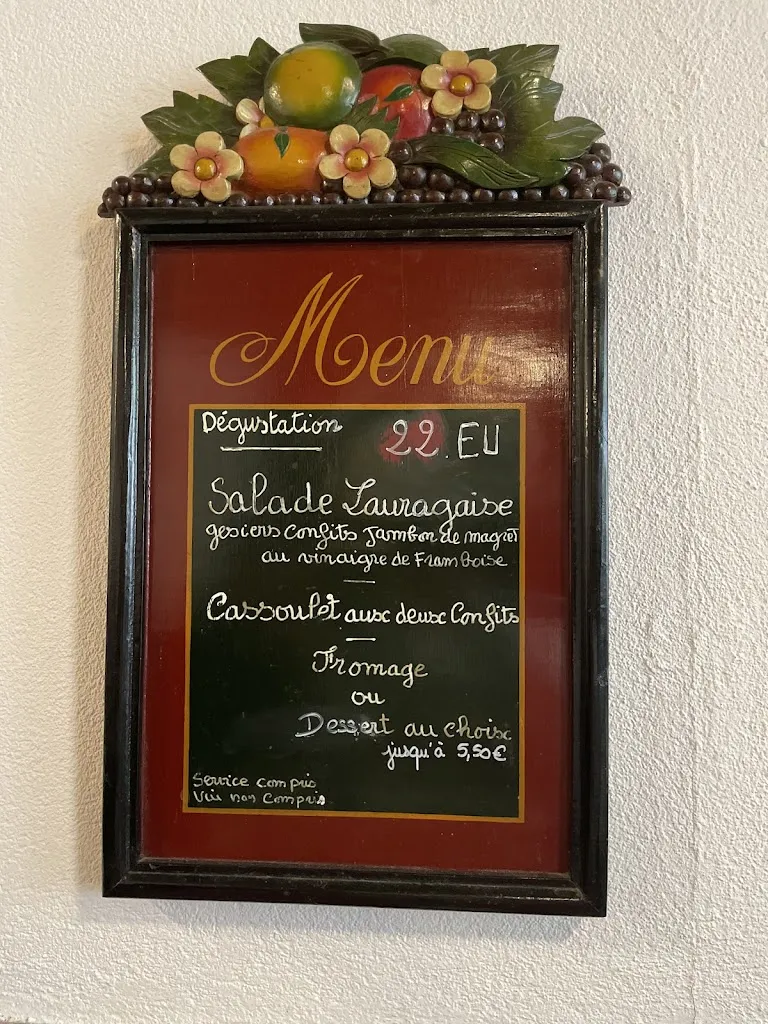 Menu
Dégustation 22 EU
Salade Lauragaise
gesiers confits Jambon de magret
au vinaigre de Framboise
Cassoulet aux deux Confits
Fromage
ou
Dessert au choix
jusqu'à 5,50€
Service compris
Vin non Compris